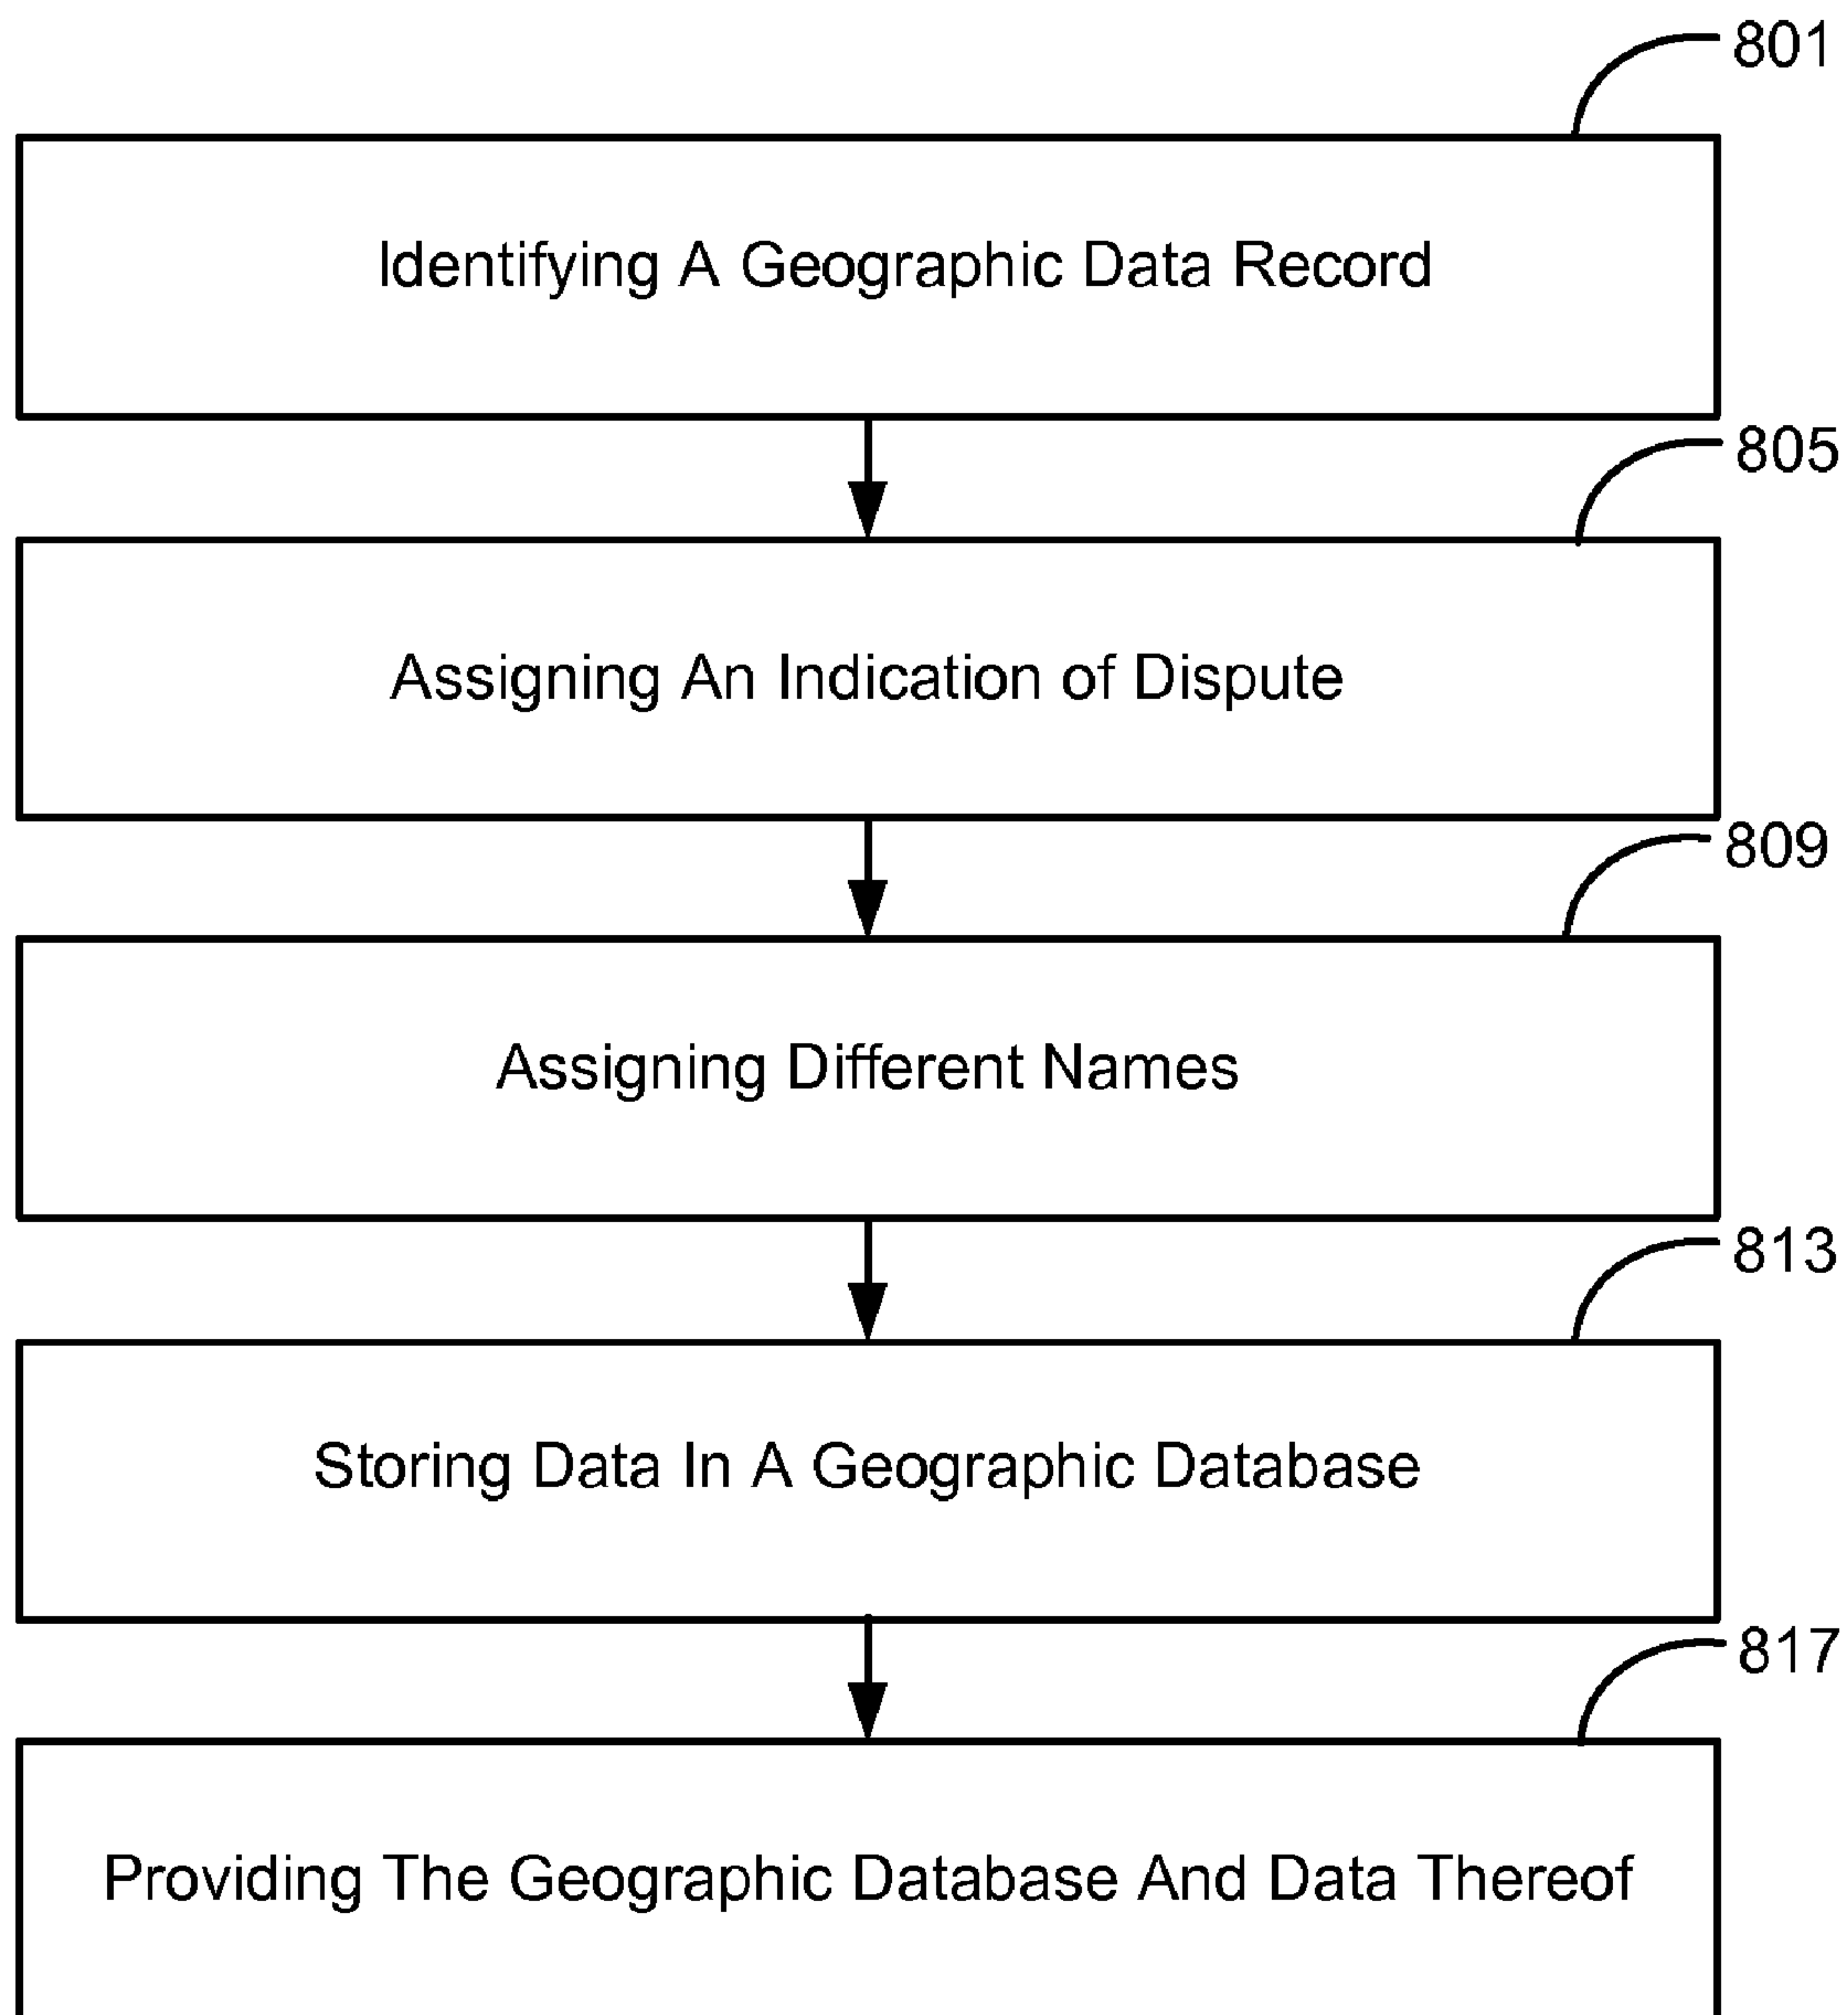 801
Identifying A Geographic Data Record
805
Assigning An Indication of Dispute
809
Assigning Different Names
813
Storing Data In A Geographic Database
817
Providing The Geographic Database And Data Thereof